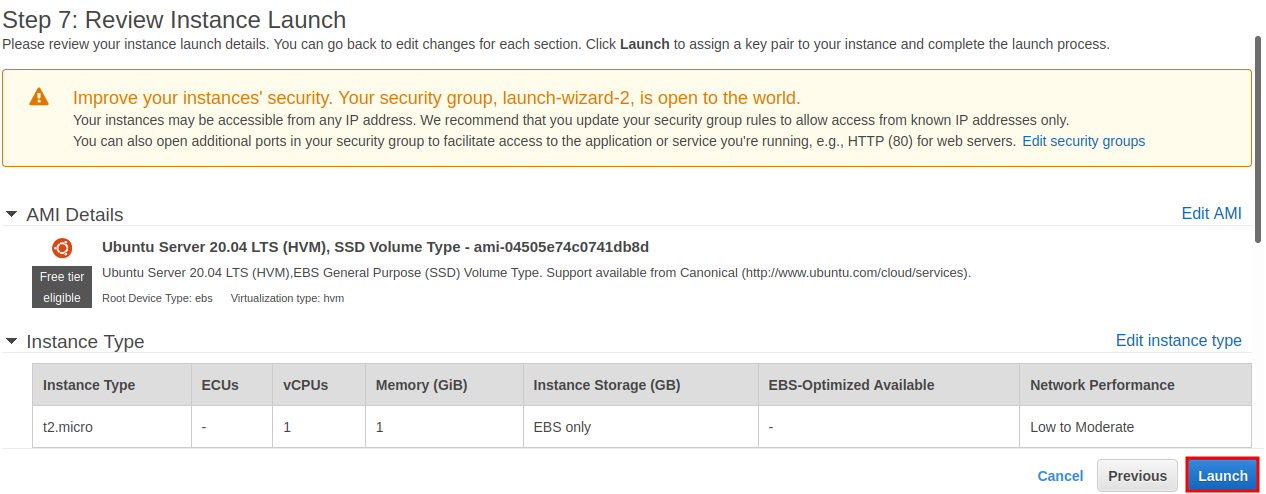 Step 7: Review Instance Launch
Please review your instance launch details. You can go back to edit changes for each section. Click Launch to assign a key pair to your instance and complete the launch process.
Improve your instances' security. Your security group, launch-wizard-2, is open to the world.
Your instances may be accessible from any IP address. We recommend that you update your security group rules to allow access from known IP addresses only.
You can also open additional ports in your security group to facilitate access to the application or service you're running, e.g., HTTP (80) for web servers. Edit security groups
AMI Details Edit AMI
Ubuntu Server 20.04 LTS (HVM), SSD Volume Type - ami-04505e74c0741db8d
Free tier eligible
Ubuntu Server 20.04 LTS (HVM),EBS General Purpose (SSD) Volume Type. Support available from Canonical (http://www.ubuntu.com/cloud/services).
Root Device Type: ebs Virtualization type: hvm
Instance Type Edit instance type
Instance Type ECUs vCPUs Memory (GiB) Instance Storage (GB) EBS-Optimized Available Network Performance
t2.micro - 1 1 EBS only - Low to Moderate
Cancel Previous Launch